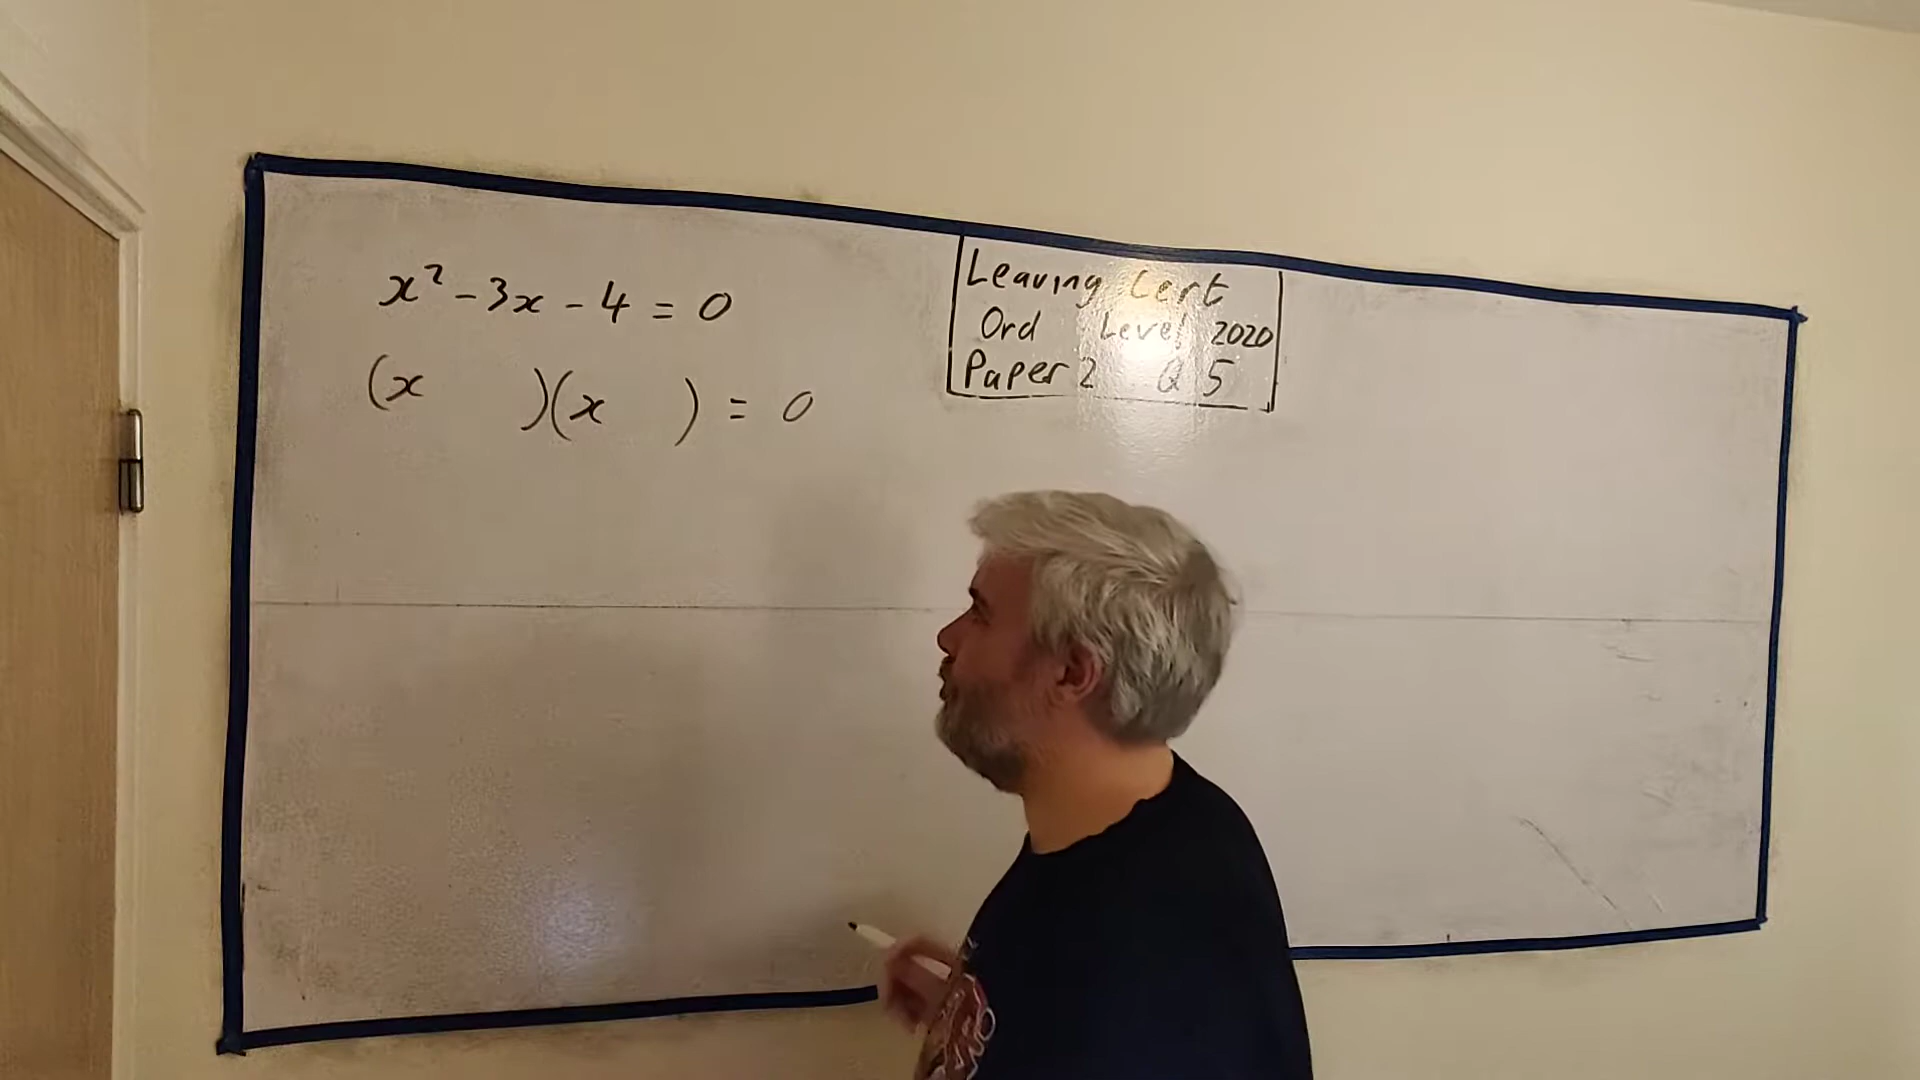 x² - 3x - 4 = 0
(x )(x ) = 0
Leaving Cert
Ord Level 2020
Paper 2 Q 5